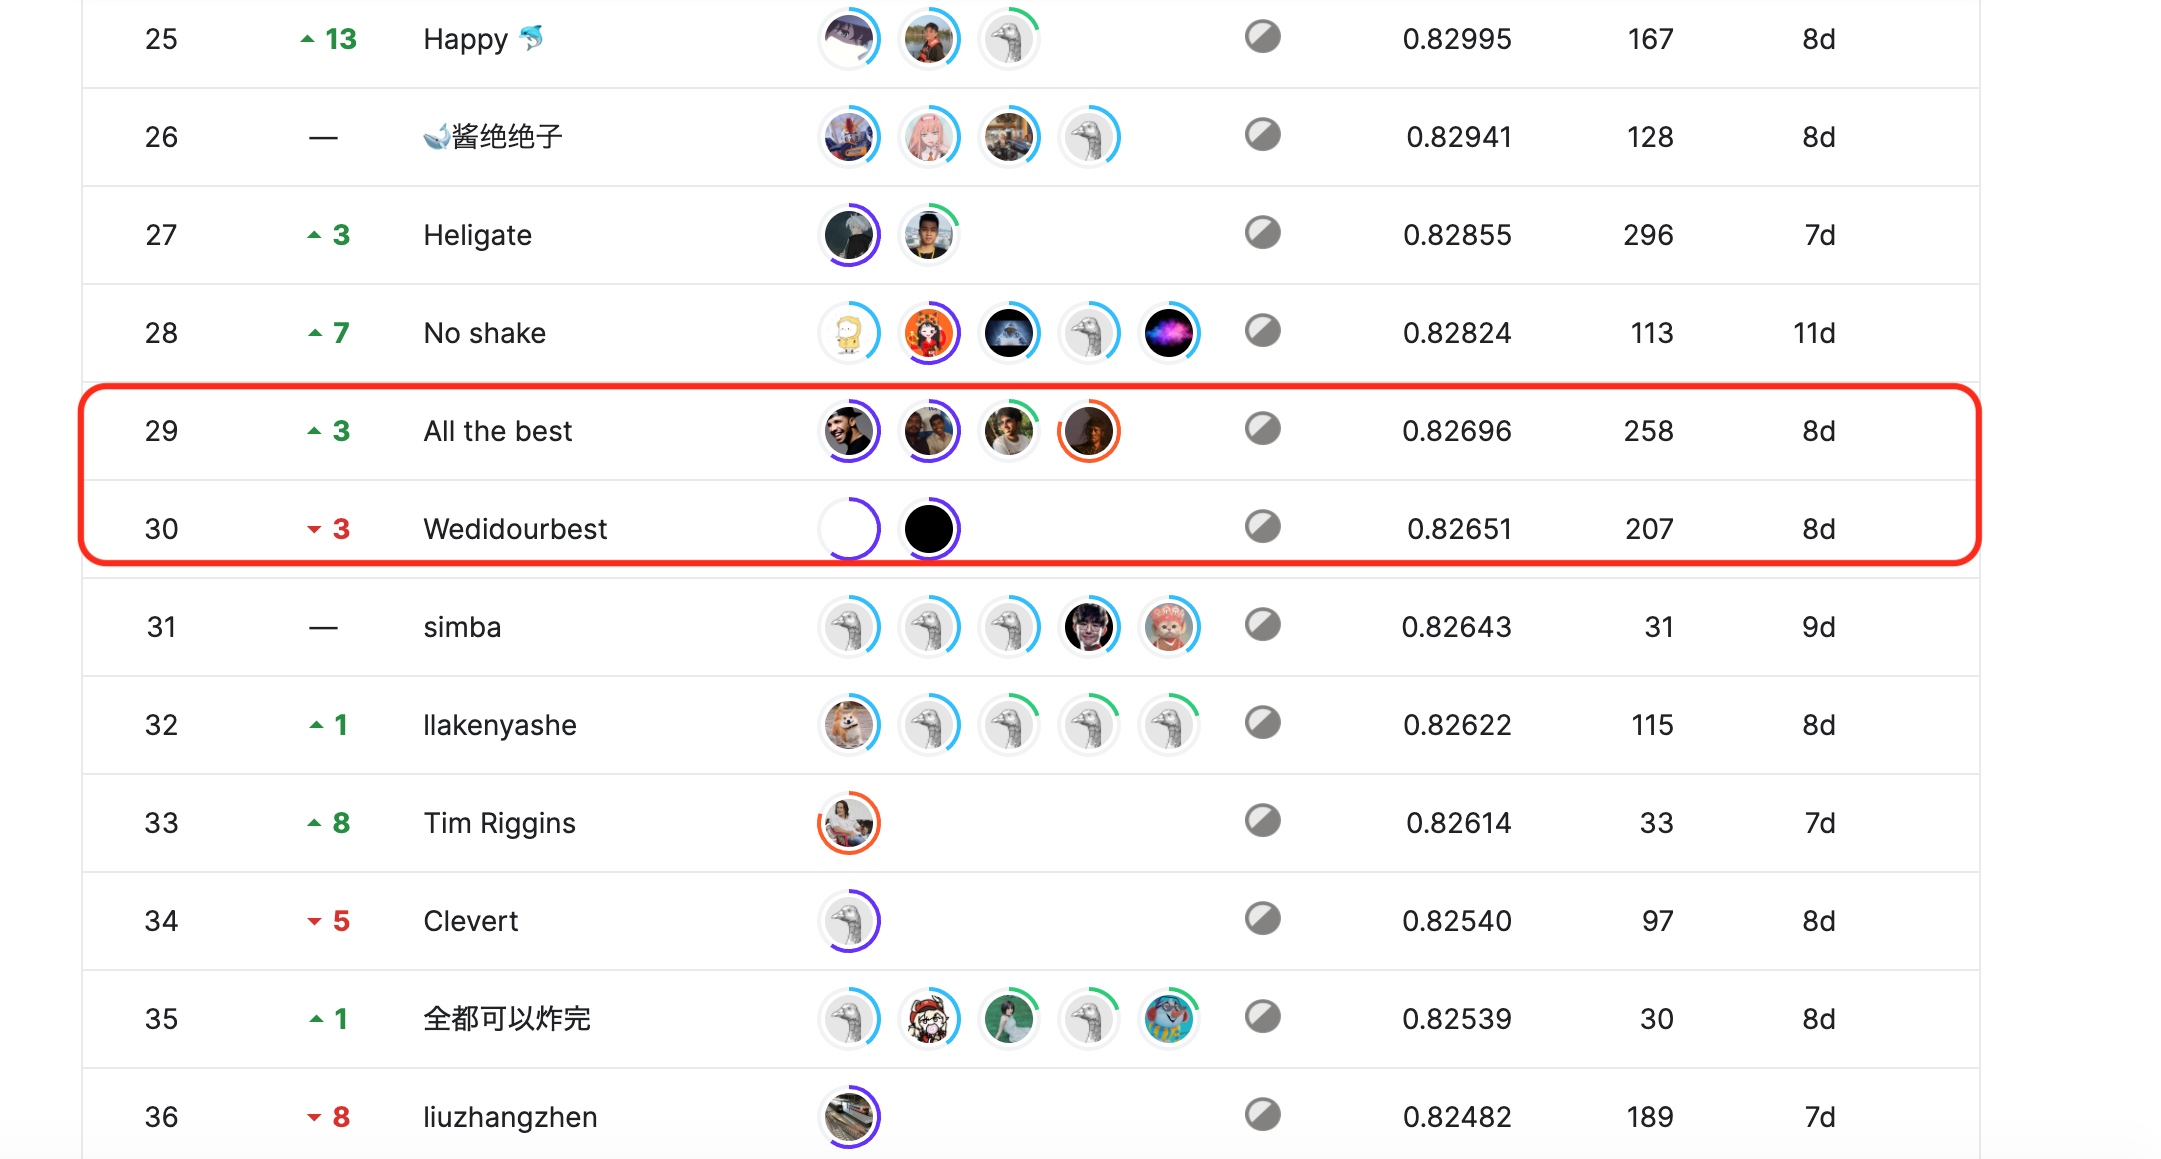 25 13 Happy 🐬 0.82995 167 8d
26 — 🐳酱绝绝子 0.82941 128 8d
27 3 Heligate 0.82855 296 7d
28 7 No shake 0.82824 113 11d
29 3 All the best 0.82696 258 8d
30 3 Wedidourbest 0.82651 207 8d
31 — simba 0.82643 31 9d
32 1 llakenyashe 0.82622 115 8d
33 8 Tim Riggins 0.82614 33 7d
34 5 Clevert 0.82540 97 8d
35 1 全都可以炸完 0.82539 30 8d
36 8 liuzhangzhen 0.82482 189 7d